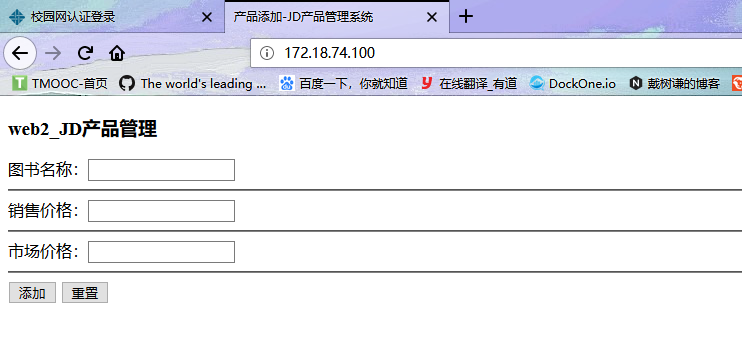 校园网认证登录
产品添加-JD产品管理系统
172.18.74.100
TMOOC-首页
The world's leading ...
百度一下，你就知道
在线翻译_有道
DockOne.io
戴树谦的博客
web2_JD产品管理
图书名称：
销售价格：
市场价格：
添加 重置